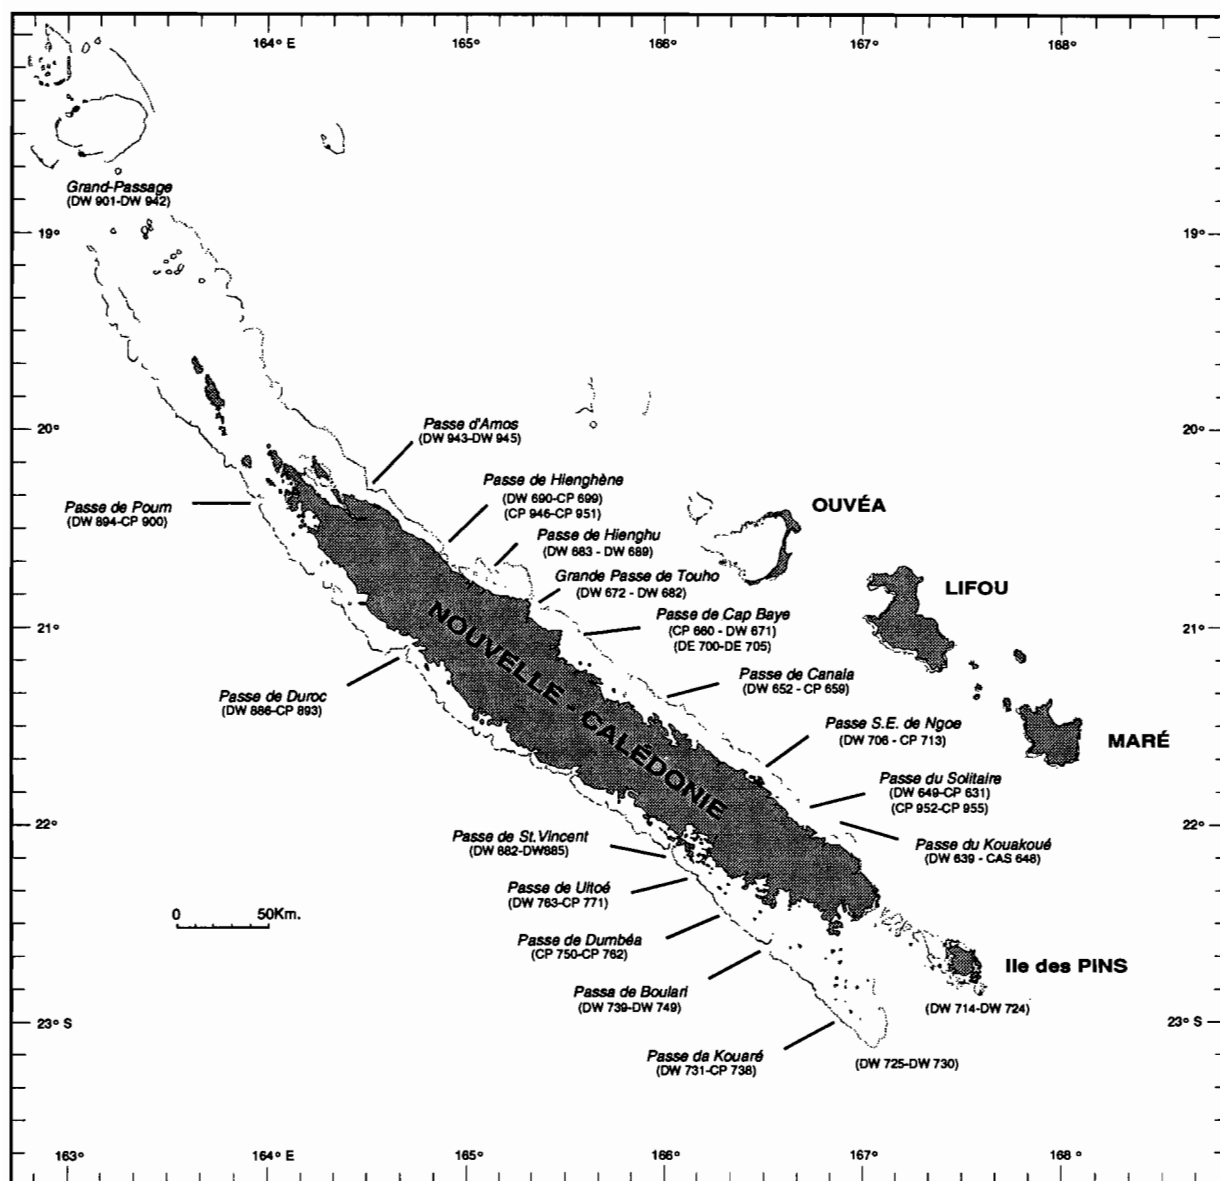 164° E
165°
166°
167°
168°
Grand-Passage
(DW 901-DW 942)
19°
19°
Passe d'Amos
(DW 943-DW 945)
20°
20°
Passe de Hienghène
(DW 690-CP 699)
(CP 946-CP 951)
Passe de Poum
(DW 894-CP 900)
OUVÉA
Passe de Hienghu
(DW 683 - DW 689)
Grande Passe de Touho
(DW 672 - DW 682)
LIFOU
Passe de Cap Baye
(CP 660 - DW 671)
(DE 700-DE 705)
21°
21°
NOUVELLE - CALÉDONIE
Passe de Canala
(DW 652 - CP 659)
Passe de Duroc
(DW 886-CP 893)
Passe S.E. de Ngoe
(DW 706 - CP 713)
MARÉ
Passe du Solitaire
(DW 649-CP 631)
(CP 952-CP 955)
22°
22°
Passe de St.Vincent
(DW 882-DW885)
Passe du Kouakoué
(DW 639 - CAS 648)
Passe de Uitoé
(DW 763-CP 771)
0 50Km.
Passe de Dumbéa
(CP 750-CP 762)
Ile des PINS
Passa de Boulari
(DW 739-DW 749)
(DW 714-DW 724)
23° S
23° S
Passe da Kouaré
(DW 731-CP 738)
(DW 725-DW 730)
163°
164° E
165°
166°
167°
168°